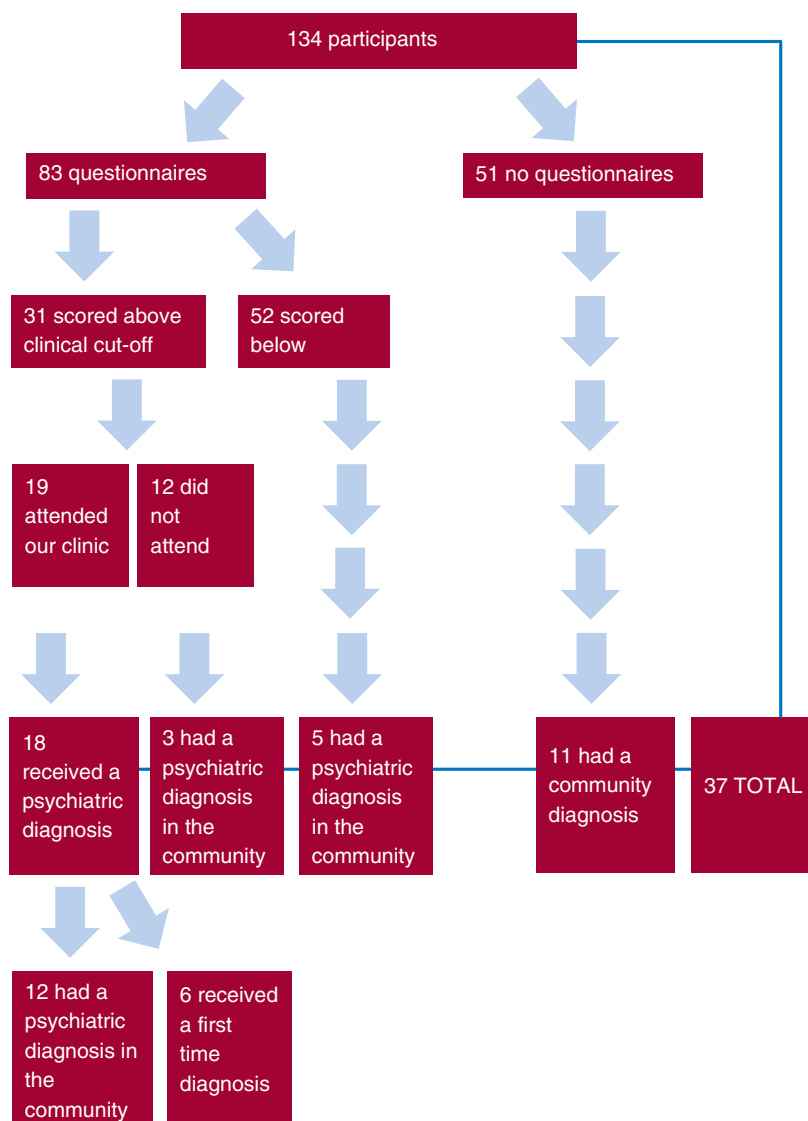 134 participants
83 questionnaires
51 no questionnaires
31 scored above
clinical cut-off
52 scored
below
19
attended
our clinic
12 did
not
attend
18
received a
psychiatric
diagnosis
3 had a
psychiatric
diagnosis
in the
community
5 had a
psychiatric
diagnosis
in the
community
11 had a
community
diagnosis
37 TOTAL
12 had a
psychiatric
diagnosis in
the
community
6 received
a first
time
diagnosis